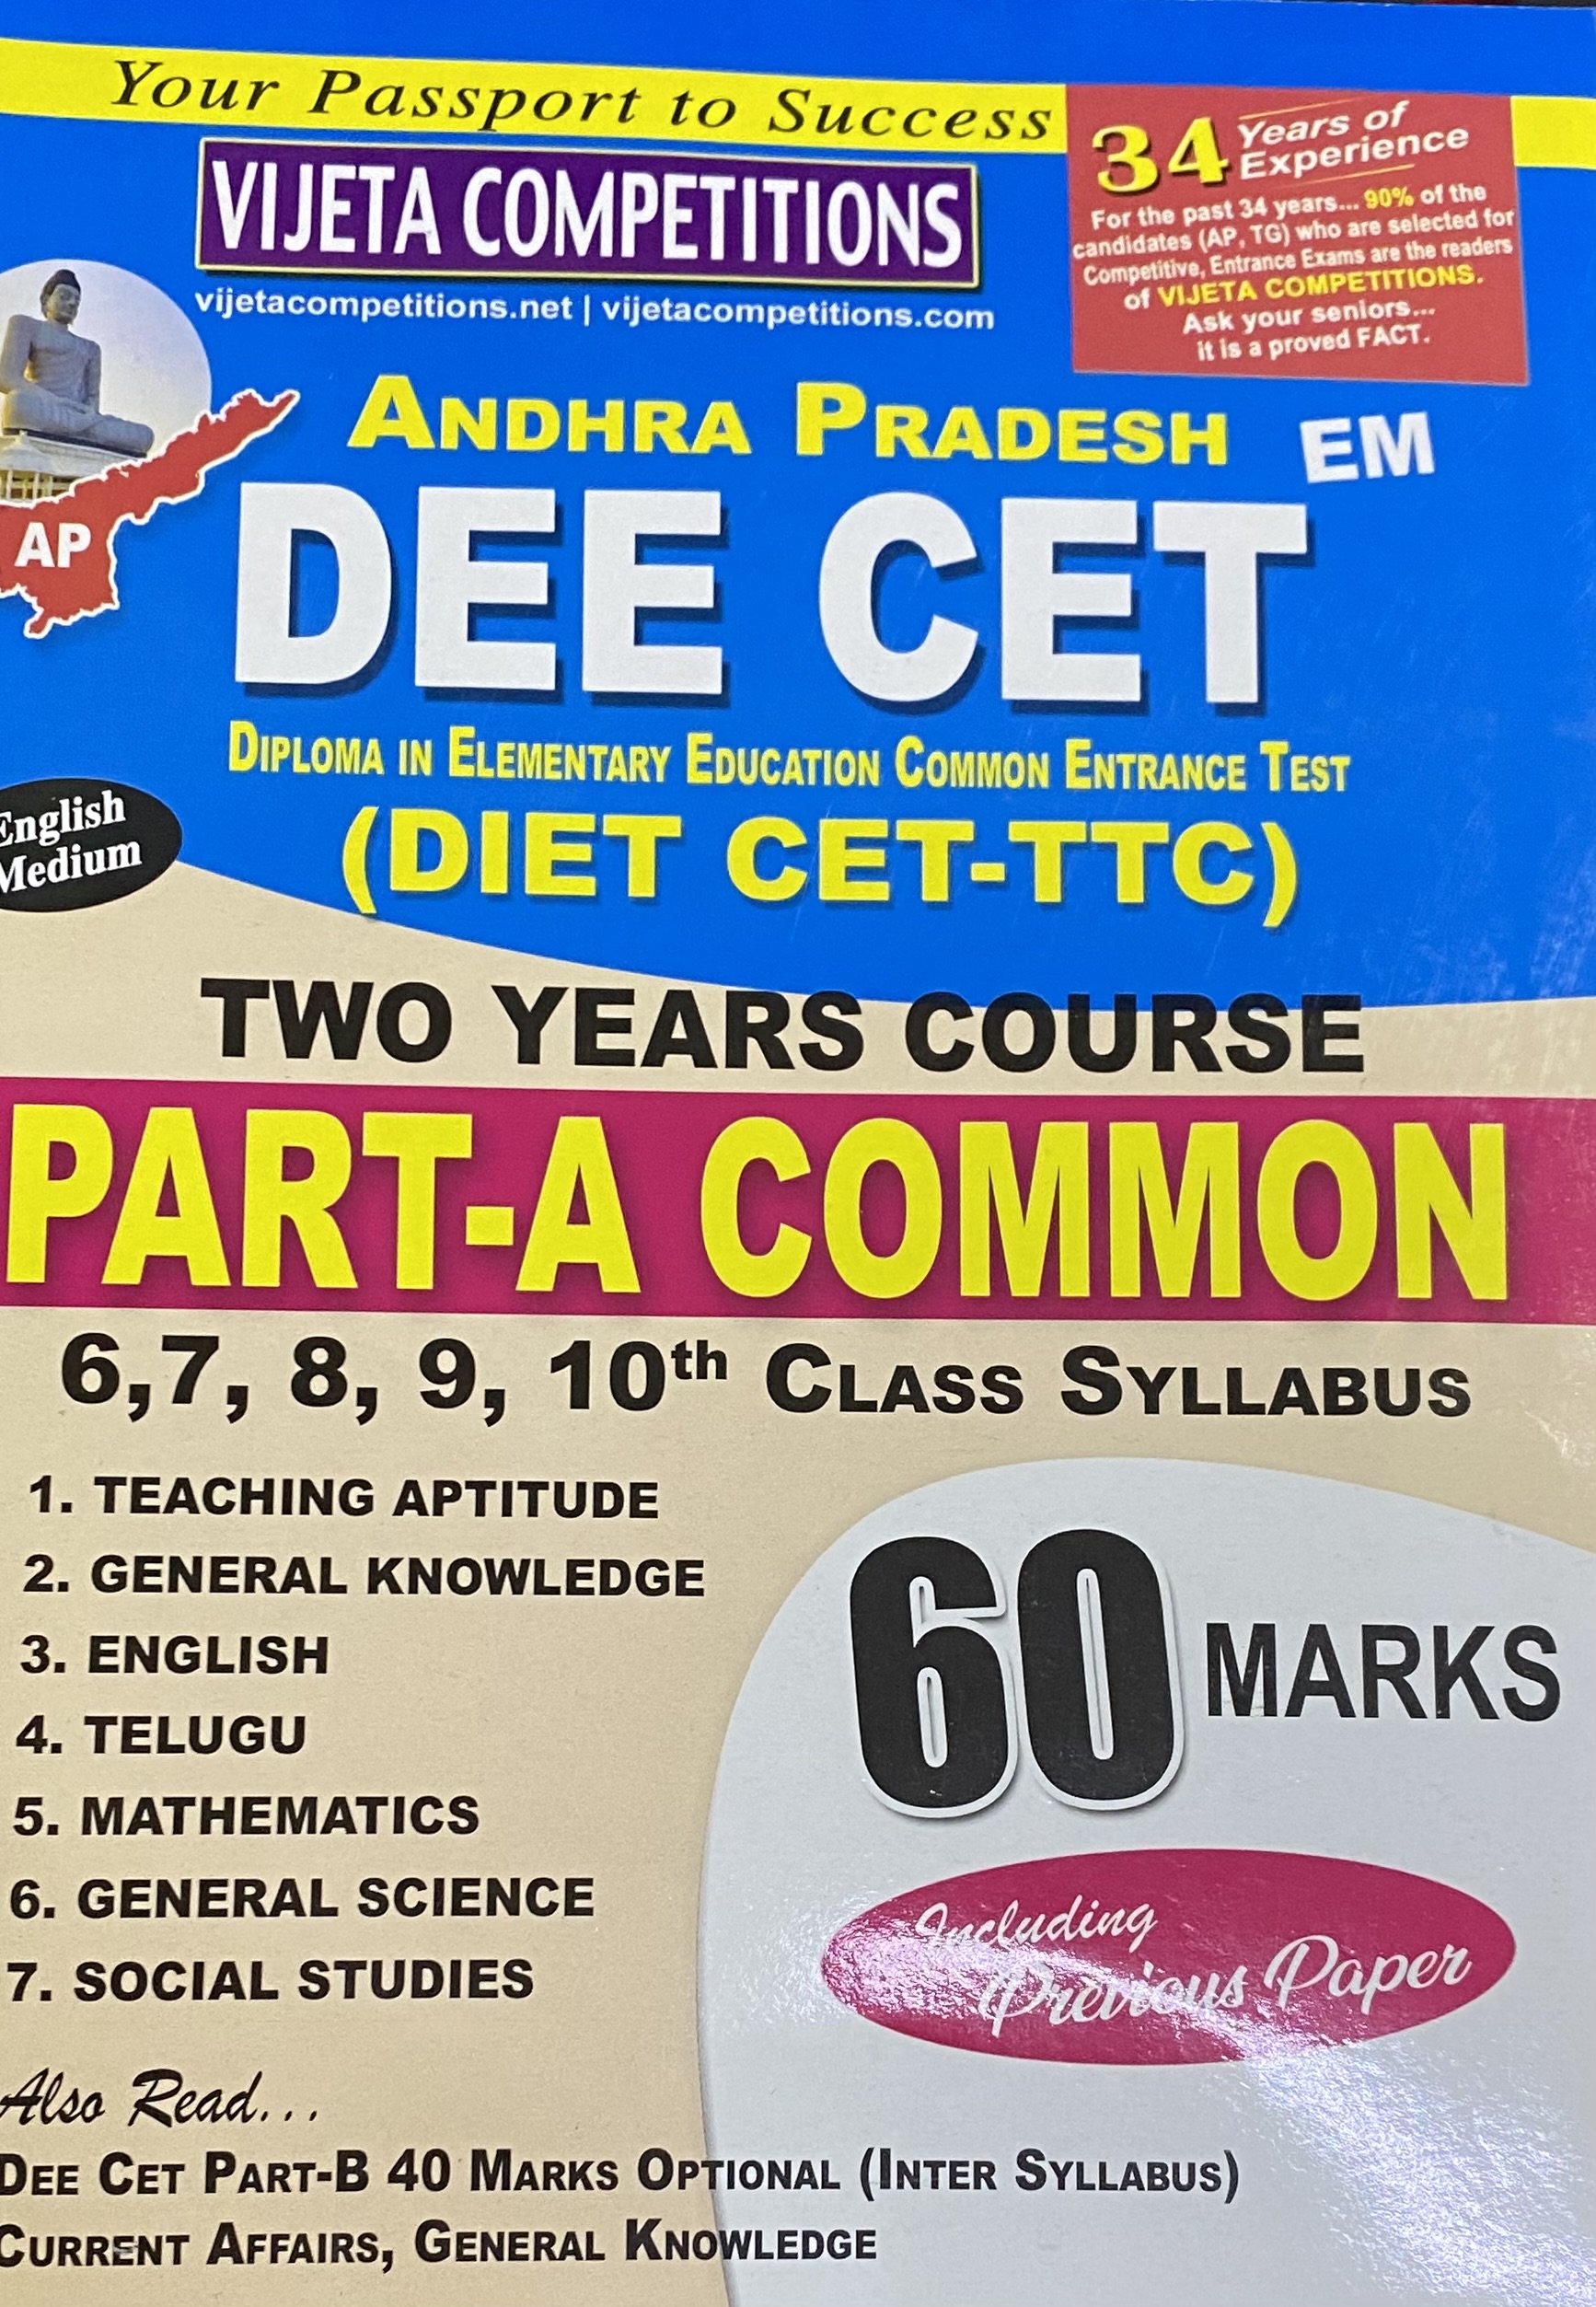 Your Passport to Success
VIJETA COMPETITIONS
vijetacompetitions.net | vijetacompetitions.com
34 Years of
Experience
For the past 34 years... 90% of the
candidates (AP, TG) who are selected for
Competitive, Entrance Exams are the readers
of VIJETA COMPETITIONS.
Ask your seniors...
it is a proved FACT.
AP
ANDHRA PRADESH EM
DEE CET
DIPLOMA IN ELEMENTARY EDUCATION COMMON ENTRANCE TEST
English
Medium
(DIET CET-TTC)
TWO YEARS COURSE
PART-A COMMON
6,7, 8, 9, 10th CLASS SYLLABUS
1. TEACHING APTITUDE
2. GENERAL KNOWLEDGE
3. ENGLISH
4. TELUGU
5. MATHEMATICS
6. GENERAL SCIENCE
7. SOCIAL STUDIES
60 MARKS
Including
Previous Paper
Also Read...
DEE CET PART-B 40 MARKS OPTIONAL (INTER SYLLABUS)
CURRENT AFFAIRS, GENERAL KNOWLEDGE